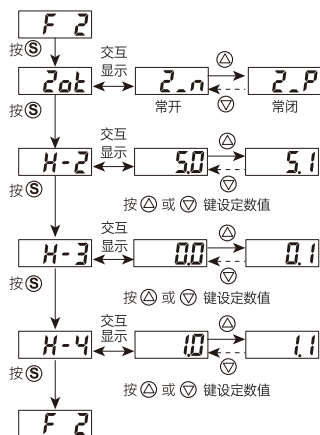 F 2
按Ⓢ
交互
显示
2ot 2_n 2_P
常开 常闭
按Ⓢ
交互
显示
H-2 5.0 5.1
按Ⓢ
按 或 键设定数值
交互
显示
H-3 0.0 0.1
按Ⓢ
按 或 键设定数值
交互
显示
H-4 1.0 1.1
按Ⓢ
按 或 键设定数值
F 2